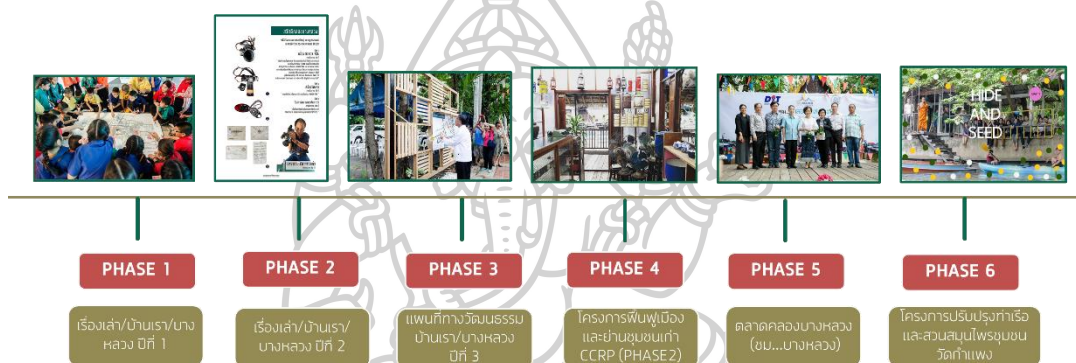 HIDE
AND
SEED
PHASE 1
PHASE 2
PHASE 3
PHASE 4
PHASE 5
PHASE 6
เรื่องเล่า/บ้านเรา/บาง
หลวง ปีที่ 1
เรื่องเล่า/บ้านเรา/
บางหลวง ปีที่ 2
แผนที่ทางวัฒนธรรม
บ้านเรา/บางหลวง
ปีที่ 3
โครงการฟื้นฟูเมือง
และย่านชุมชนเก่า
CCRP (PHASE2)
ตลาดคลองบางหลวง
(ชม...บางหลวง)
โครงการปรับปรุงท่าเรือ
และสวนสมุนไพรชุมชน
วัดกำแพง